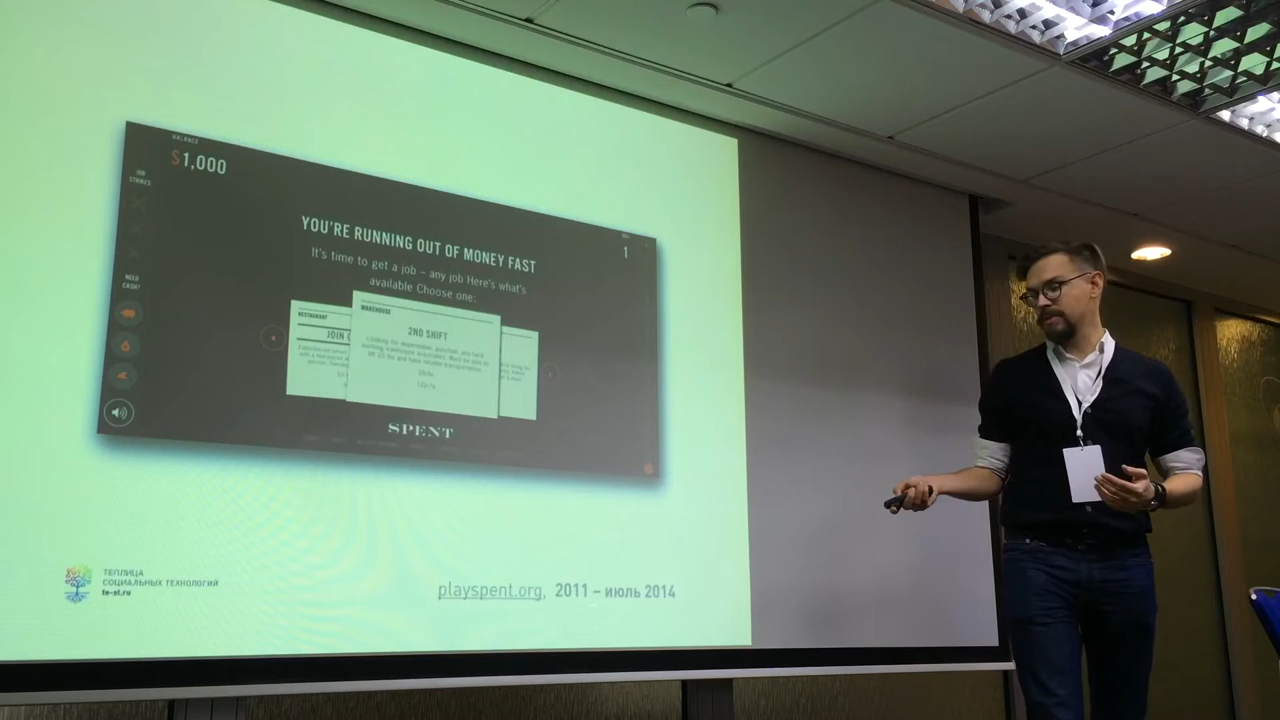 BALANCE
$1,000
JOB
STRIKES
NEED
CASH?
1
YOU'RE RUNNING OUT OF MONEY FAST
It's time to get a job – any job Here's what's
available Choose one:
RESTAURANT
JOIN
WAREHOUSE
2ND SHIFT
SPENT
ТЕПЛИЦА
СОЦИАЛЬНЫХ ТЕХНОЛОГИЙ
te-st.ru
playspent.org, 2011 – июль 2014